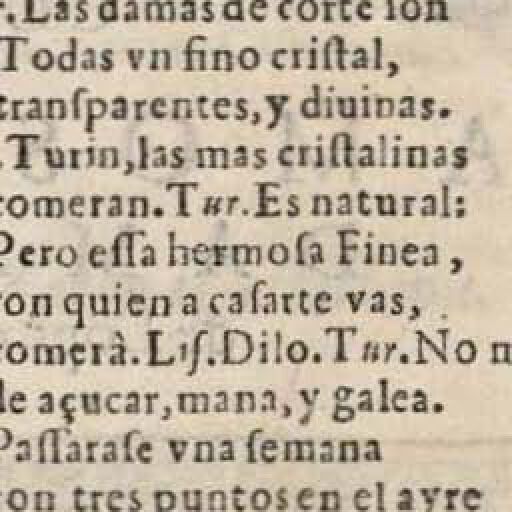 .Las damas de corte son
Todas vn fino cristal,
transparentes,y diuinas.
.Turin,las mas cristalinas
comeran.Tur.Es natural:
Pero essa hermosa Finea,
con quien a casarte vas,
comerà.Lis.Dilo.Tur.No m
de açucar,mana,y galea.
Passarase vna semana
con tres puntos en el ayre